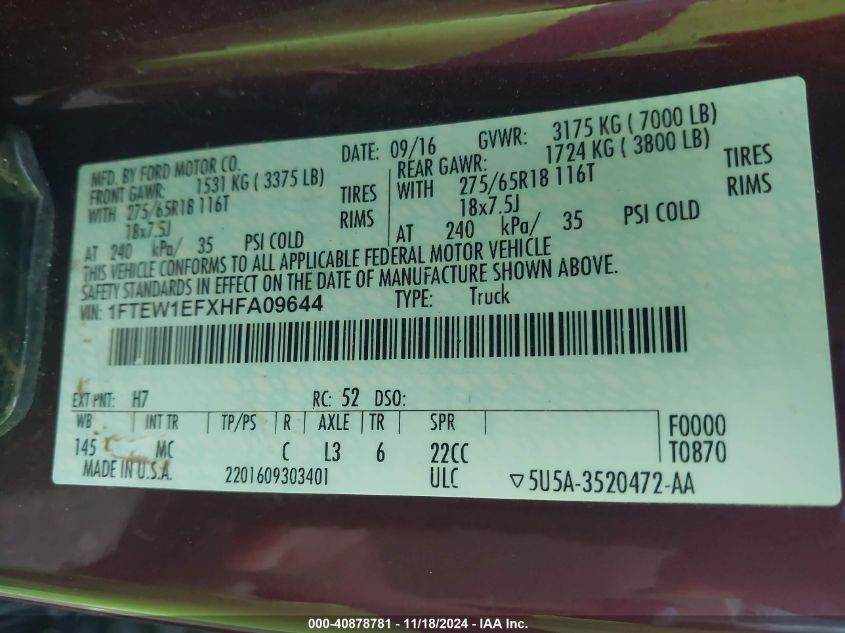 MFD. BY FORD MOTOR CO. DATE: 09/16 GVWR: 3175 KG ( 7000 LB)
FRONT GAWR: 1531 KG ( 3375 LB) REAR GAWR: 1724 KG ( 3800 LB)
WITH 275/65R18 116T TIRES WITH 275/65R18 116T TIRES
18x7.5J RIMS 18x7.5J RIMS
AT 240 kPa/ 35 PSI COLD AT 240 kPa/ 35 PSI COLD
THIS VEHICLE CONFORMS TO ALL APPLICABLE FEDERAL MOTOR VEHICLE
SAFETY STANDARDS IN EFFECT ON THE DATE OF MANUFACTURE SHOWN ABOVE.
VIN: 1FTEW1EFXHFA09644 TYPE: Truck
EXT PNT: H7 RC: 52 DSO:
WB INT TR TP/PS R AXLE TR SPR F0000
145 MC C L3 6 22CC T0870
MADE IN U.S.A. 2201609303401 ULC ▽5U5A-3520472-AA
000-40878781 - 11/18/2024 - IAA Inc.